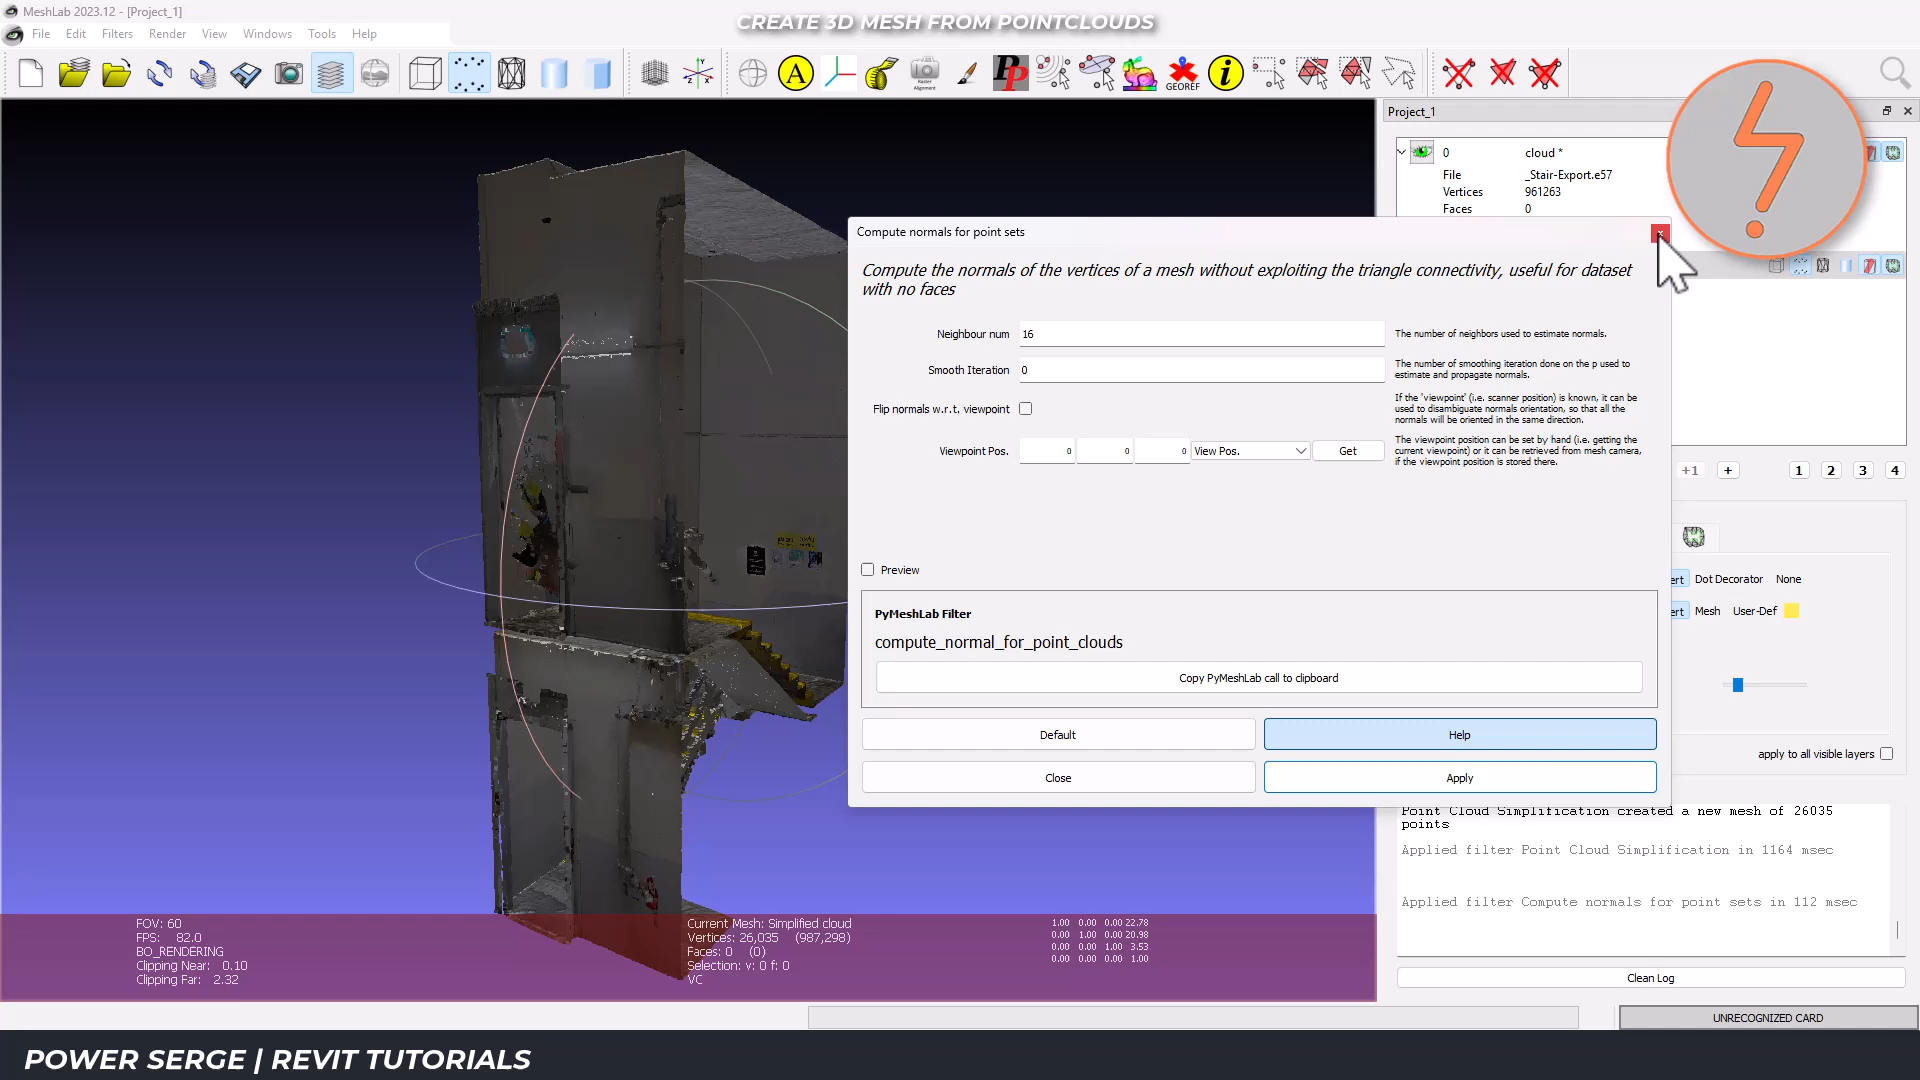 MeshLab 2023.12 - [Project_1]
CREATE 3D MESH FROM POINTCLOUDS
File Edit Filters Render View Windows Tools Help
A
PP
i
GEOREF
Project_1
0 cloud *
File _Stair-Export.e57
Vertices 961263
Faces 0
Compute normals for point sets
Compute the normals of the vertices of a mesh without exploiting the triangle connectivity, useful for dataset
with no faces
Neighbour num 16 The number of neighbors used to estimate normals.
Smooth Iteration 0 The number of smoothing iteration done on the p used to
estimate and propagate normals.
Flip normals w.r.t. viewpoint If the 'viewpoint' (i.e. scanner position) is known, it can be
used to disambiguate normals orientation, so that all the
normals will be oriented in the same direction.
Viewpoint Pos. 0 0 0 View Pos. Get The viewpoint position can be set by hand (i.e. getting the
current viewpoint) or it can be retrieved from mesh camera,
if the viewpoint position is stored there.
+1 + 1 2 3 4
Preview
ert Dot Decorator None
ert Mesh User-Def
PyMeshLab Filter
compute_normal_for_point_clouds
Copy PyMeshLab call to clipboard
Default Help
Close Apply
apply to all visible layers
Point Cloud Simplification created a new mesh of 26035
points
Applied filter Point Cloud Simplification in 1164 msec
Applied filter Compute normals for point sets in 112 msec
Clean Log
FOV: 60
FPS: 82.0
BO_RENDERING
Clipping Near: 0.10
Clipping Far: 2.32
Current Mesh: Simplified cloud
Vertices: 26,035 (987,298)
Faces: 0 (0)
Selection: v: 0 f: 0
VC
1.00 0.00 0.00 22.78
0.00 1.00 0.00 20.98
0.00 0.00 1.00 3.53
0.00 0.00 0.00 1.00
UNRECOGNIZED CARD
POWER SERGE | REVIT TUTORIALS